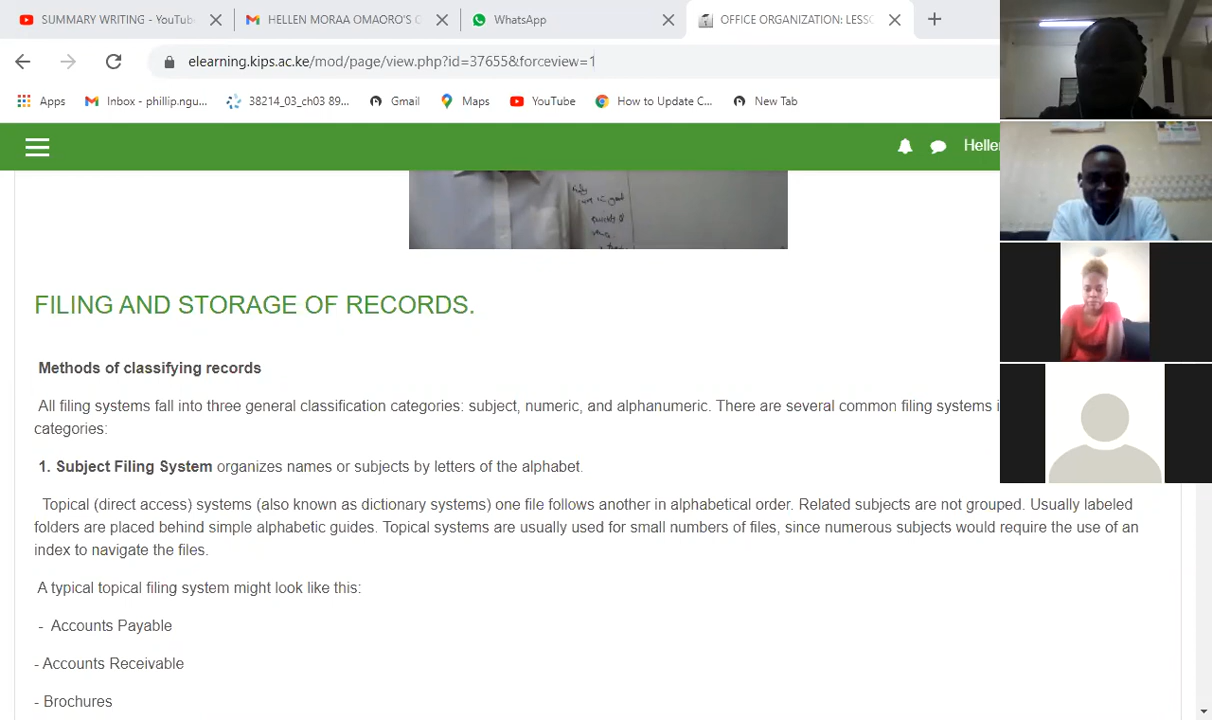 SUMMARY WRITING - YouTub
HELLEN MORAA OMAORO'S C
WhatsApp
OFFICE ORGANIZATION: LESSC
elearning.kips.ac.ke/mod/page/view.php?id=37655&forceview=1
Apps
Inbox - phillip.ngu...
38214_03_ch03 89...
Gmail
Maps
YouTube
How to Update C...
New Tab
Helle
FILING AND STORAGE OF RECORDS.
Methods of classifying records
All filing systems fall into three general classification categories: subject, numeric, and alphanumeric. There are several common filing systems i
categories:
1. Subject Filing System organizes names or subjects by letters of the alphabet.
Topical (direct access) systems (also known as dictionary systems) one file follows another in alphabetical order. Related subjects are not grouped. Usually labeled
folders are placed behind simple alphabetic guides. Topical systems are usually used for small numbers of files, since numerous subjects would require the use of an
index to navigate the files.
A typical topical filing system might look like this:
- Accounts Payable
- Accounts Receivable
- Brochures